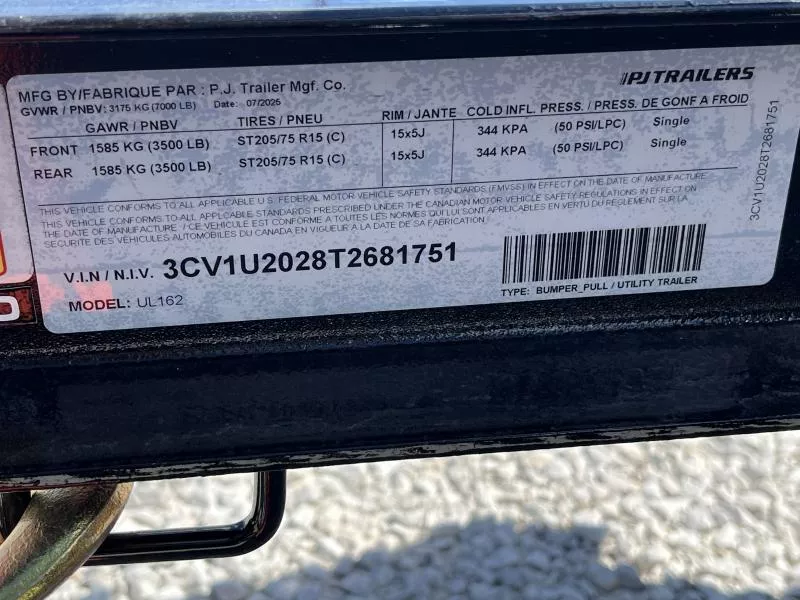 MFG BY/FABRIQUE PAR : P.J. Trailer Mfg. Co.
PJTRAILERS
GVWR / PNBV: 3175 KG (7000 LB) Date: 07/2025
GAWR / PNBV TIRES / PNEU RIM / JANTE COLD INFL. PRESS. / PRESS. DE GONF A FROID
FRONT 1585 KG (3500 LB) ST205/75 R15 (C) 15x5J 344 KPA (50 PSI/LPC) Single
REAR 1585 KG (3500 LB) ST205/75 R15 (C) 15x5J 344 KPA (50 PSI/LPC) Single
THIS VEHICLE CONFORMS TO ALL APPLICABLE U.S. FEDERAL MOTOR VEHICLE SAFETY STANDARDS (FMVSS) IN EFFECT ON THE DATE OF MANUFACTURE
THIS VEHICLE CONFORMS TO ALL APPLICABLE STANDARDS PRESCRIBED UNDER THE CANADIAN MOTOR VEHICLE SAFETY REGULATIONS IN EFFECT ON
THE DATE OF MANUFACTURE / CE VEHICULE EST CONFORME A TOUTES LES NORMES QUI LUI SONT APPLICABLES EN VERTU DU RÈGLEMENT SUR LA
SECURITE DES VÉHICULES AUTOMOBILES DU CANADA EN VIGUEUR A LA DATE DE SA FABRICATION
V.I.N / N.I.V. 3CV1U2028T2681751
MODEL: UL162
TYPE: BUMPER_PULL / UTILITY TRAILER
3CV1U2028T2681751